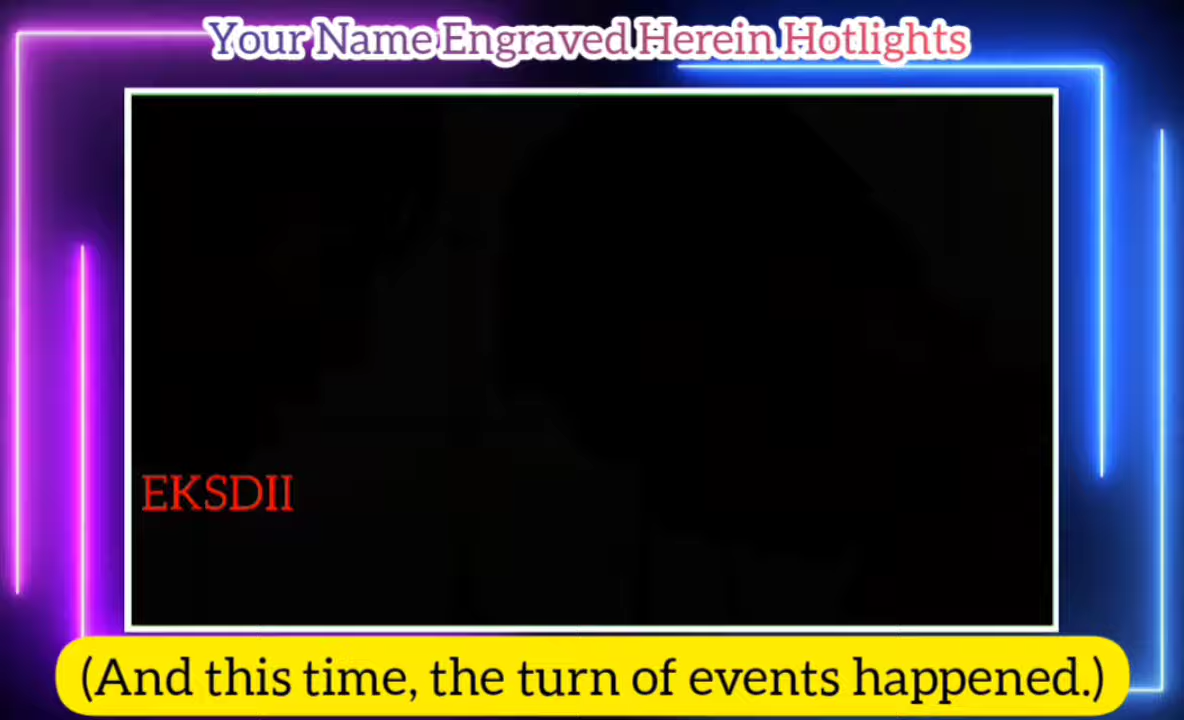 Your Name Engraved Herein Hotlights
EKSDII
(And this time, the turn of events happened.)